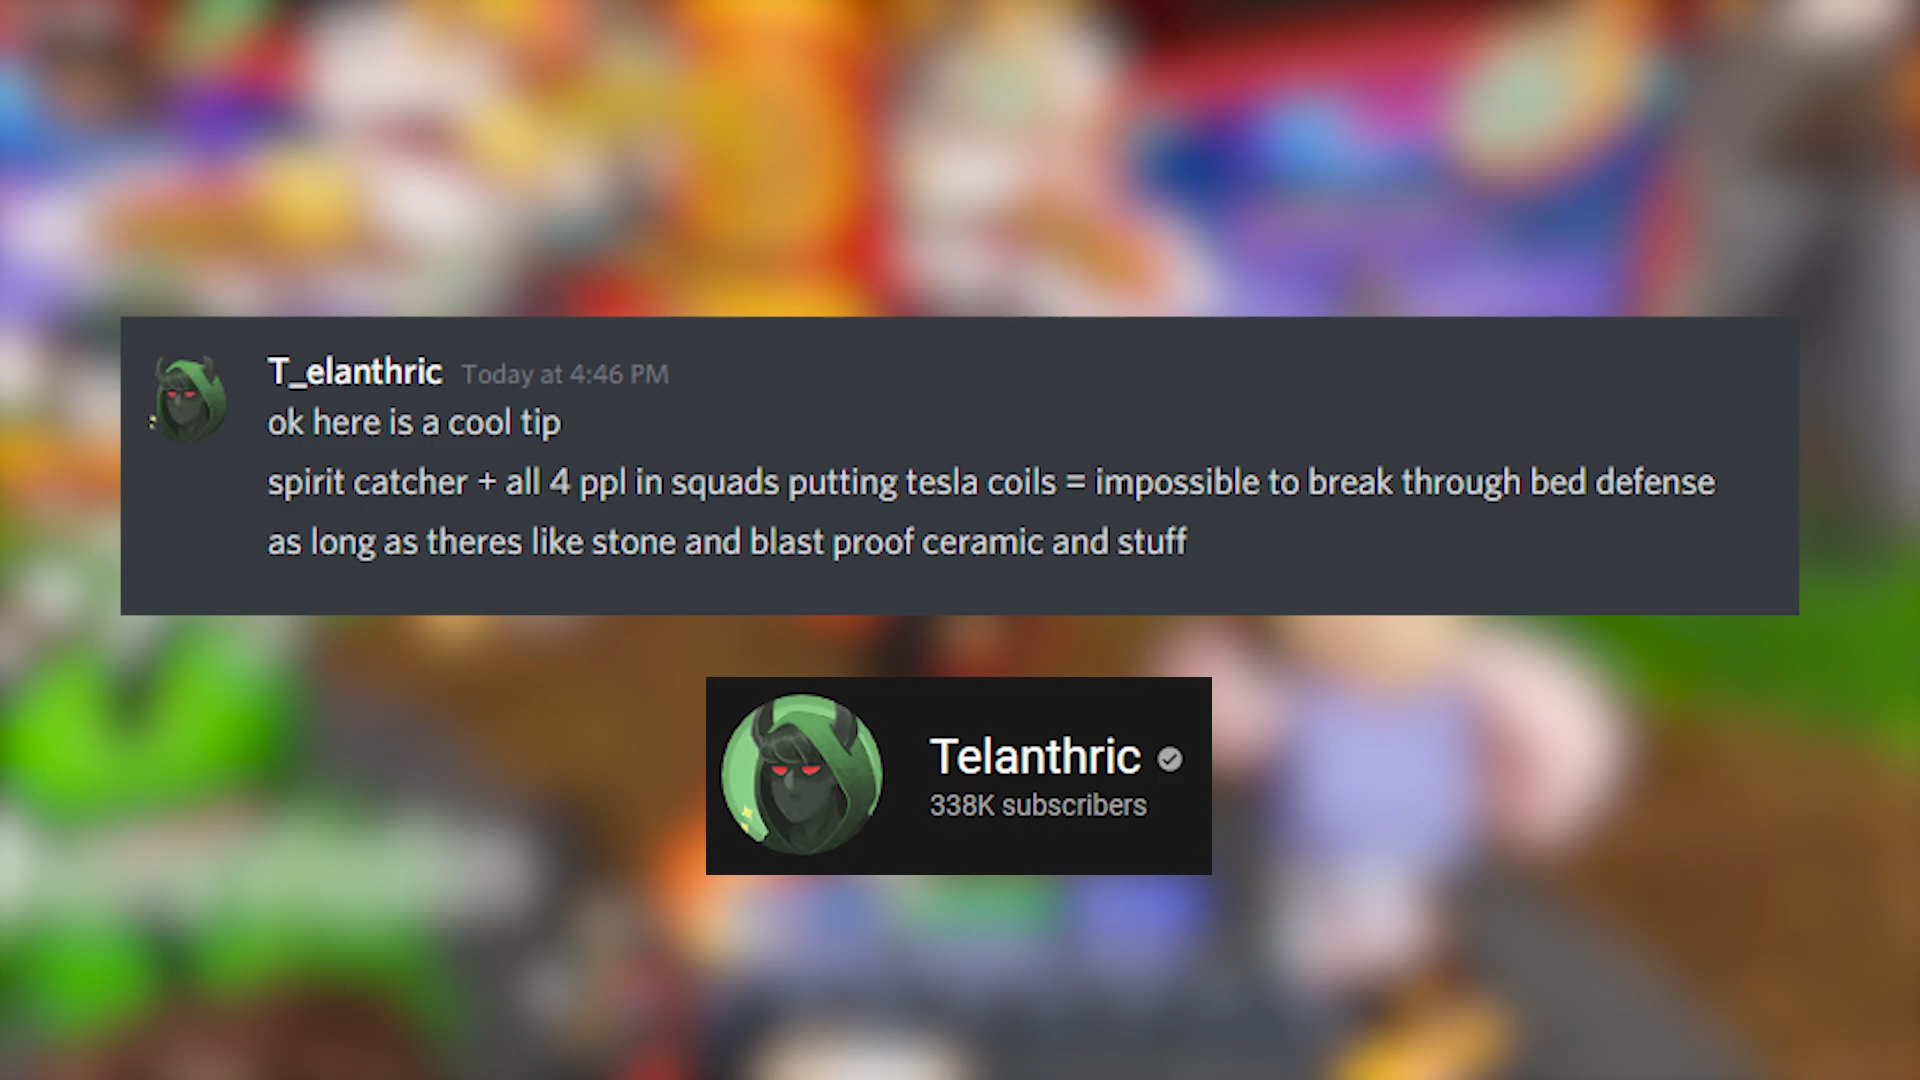 T_elanthric Today at 4:46 PM
ok here is a cool tip
spirit catcher + all 4 ppl in squads putting tesla coils = impossible to break through bed defense
as long as theres like stone and blast proof ceramic and stuff
Telanthric
338K subscribers